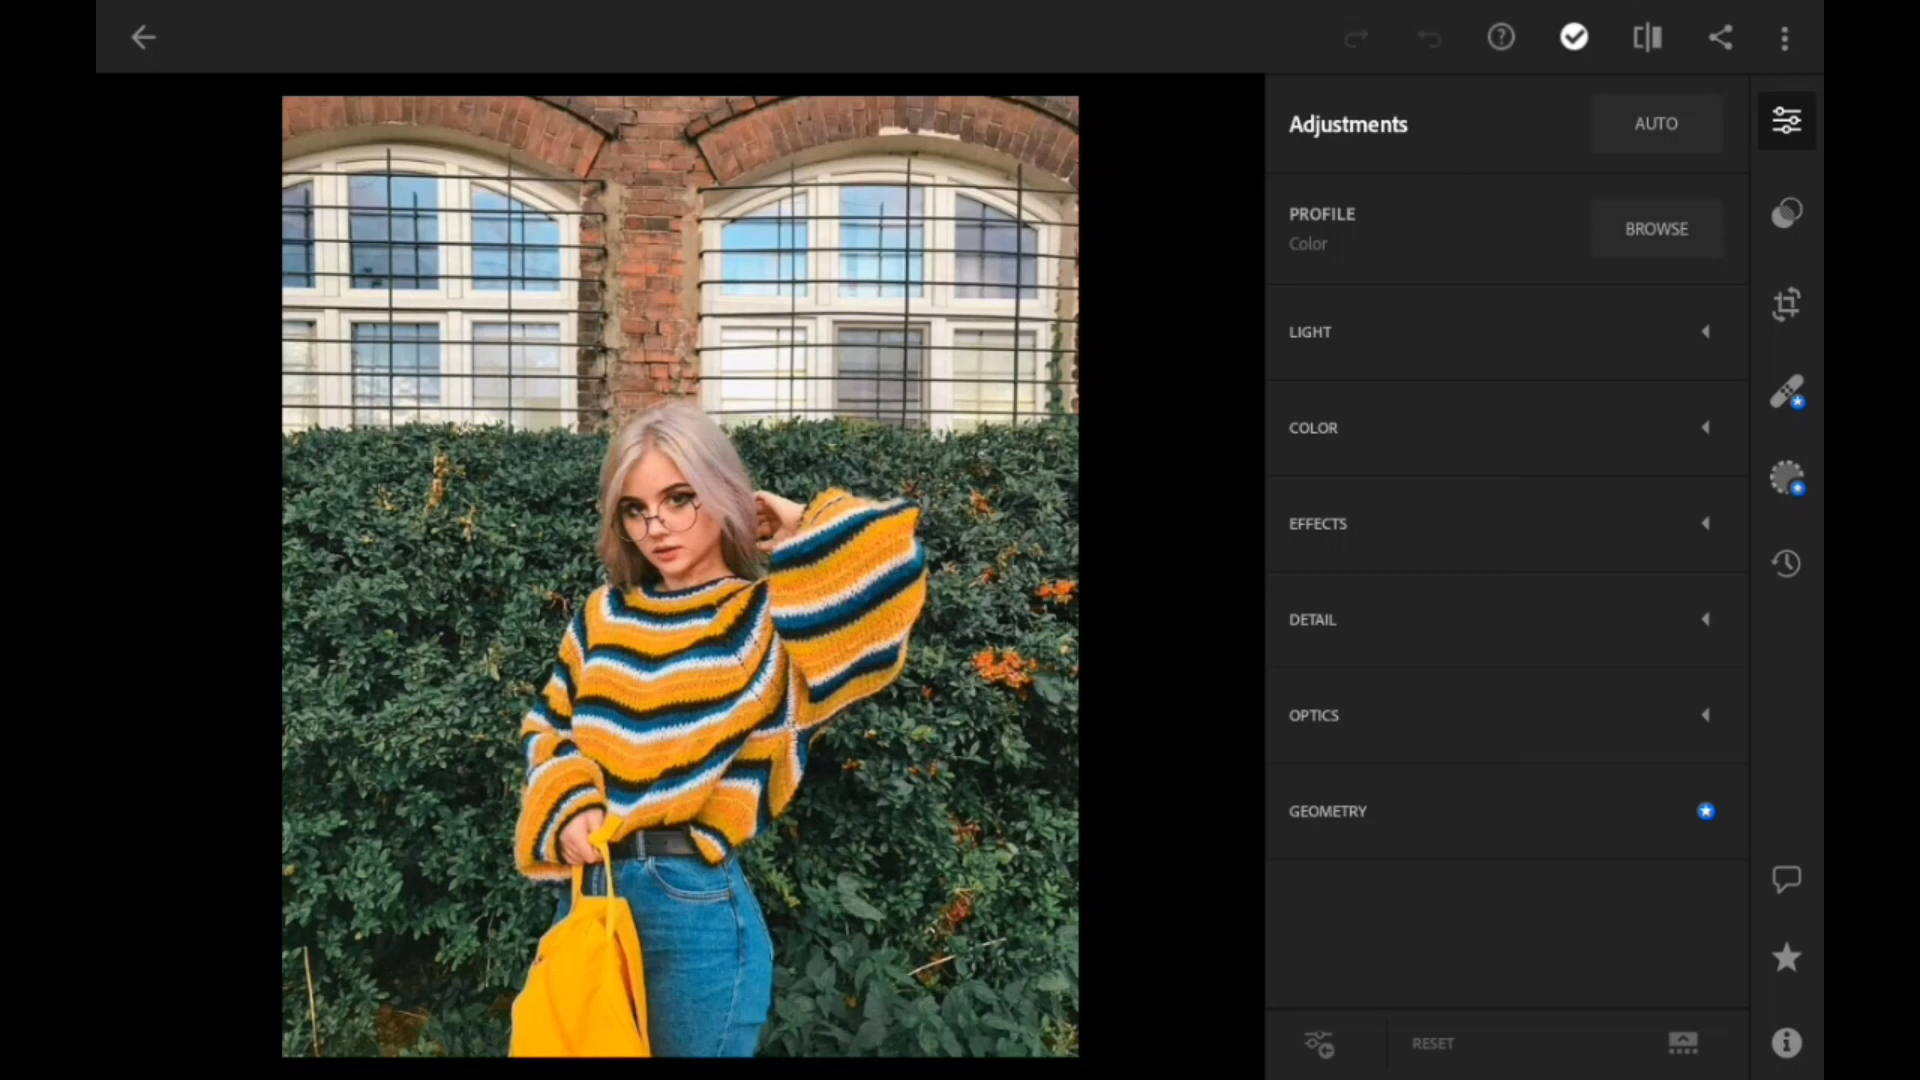 Adjustments
AUTO
PROFILE
Color
BROWSE
LIGHT
COLOR
EFFECTS
DETAIL
OPTICS
GEOMETRY
RESET